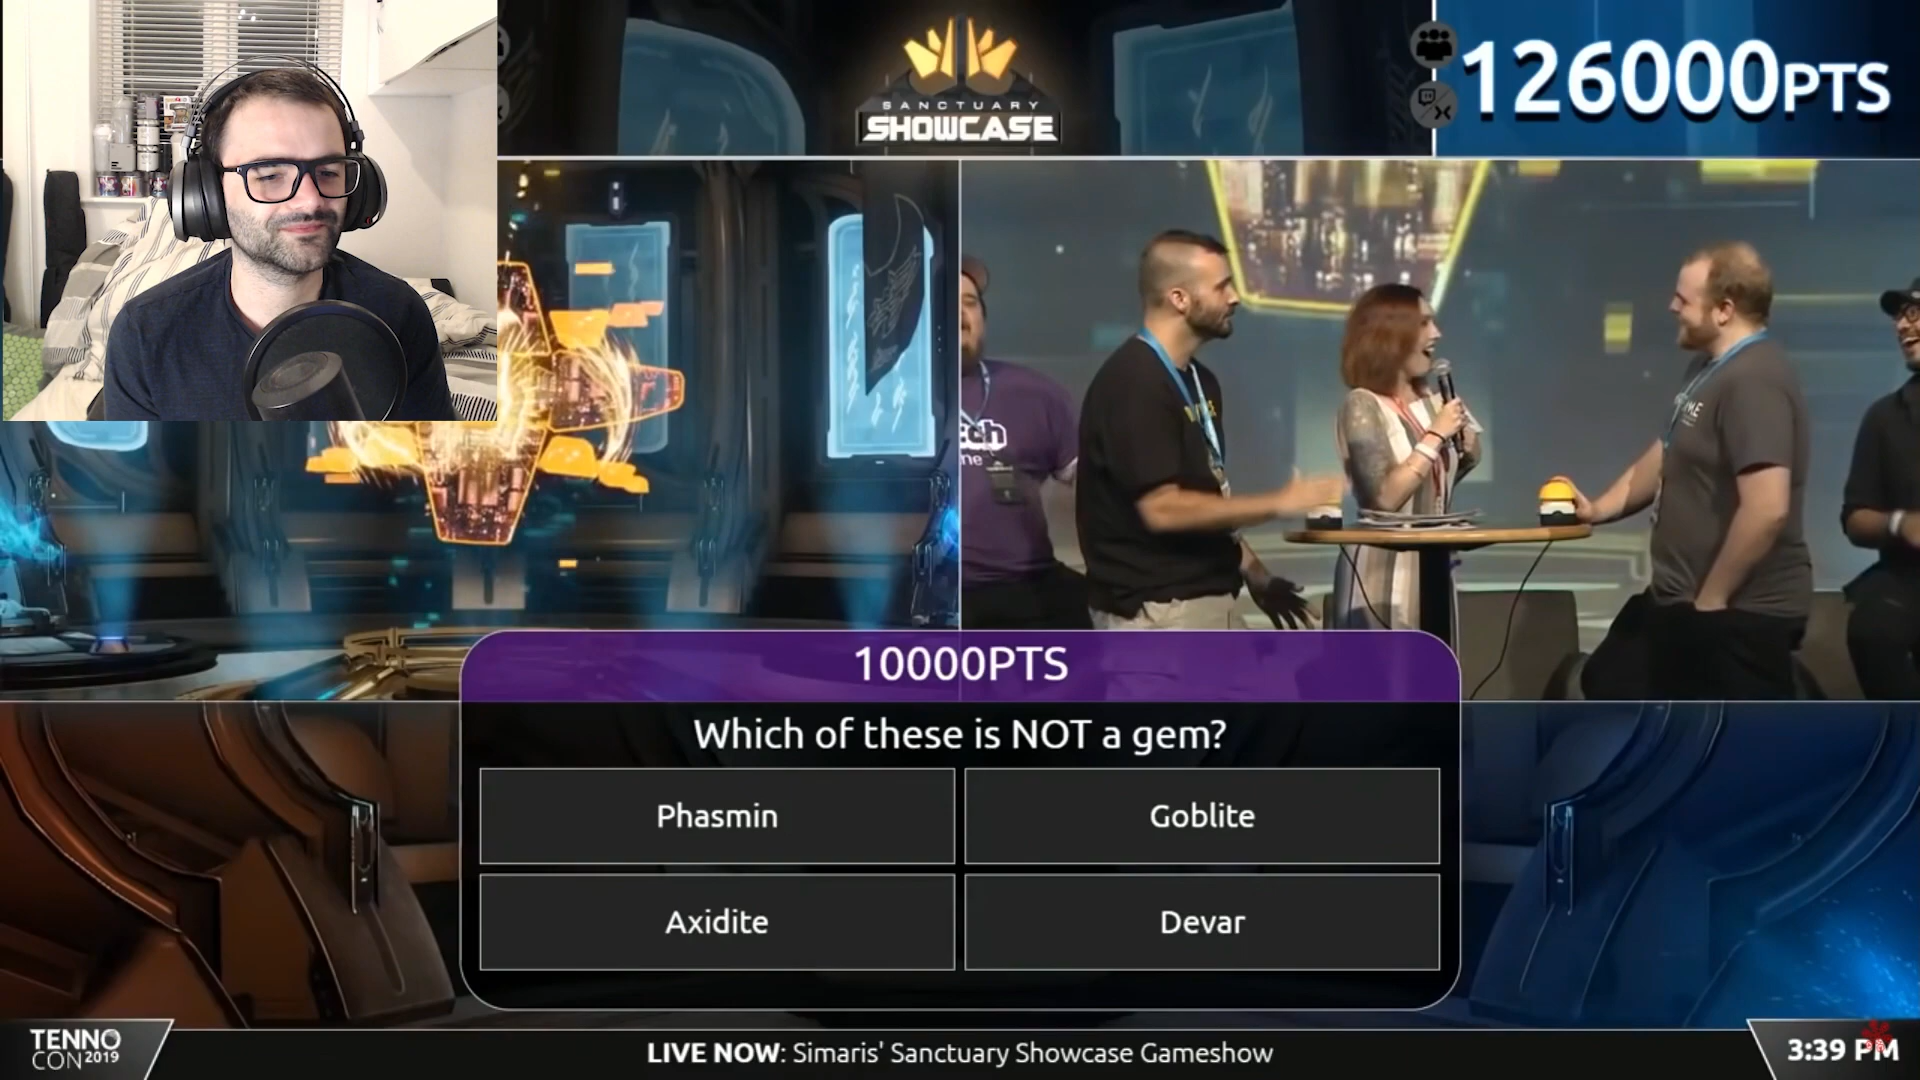 SANCTUARY
SHOWCASE
126000PTS
10000PTS
Which of these is NOT a gem?
Phasmin
Goblite
Axidite
Devar
TENNO
CON 2019
LIVE NOW: Simaris' Sanctuary Showcase Gameshow
3:39 PM